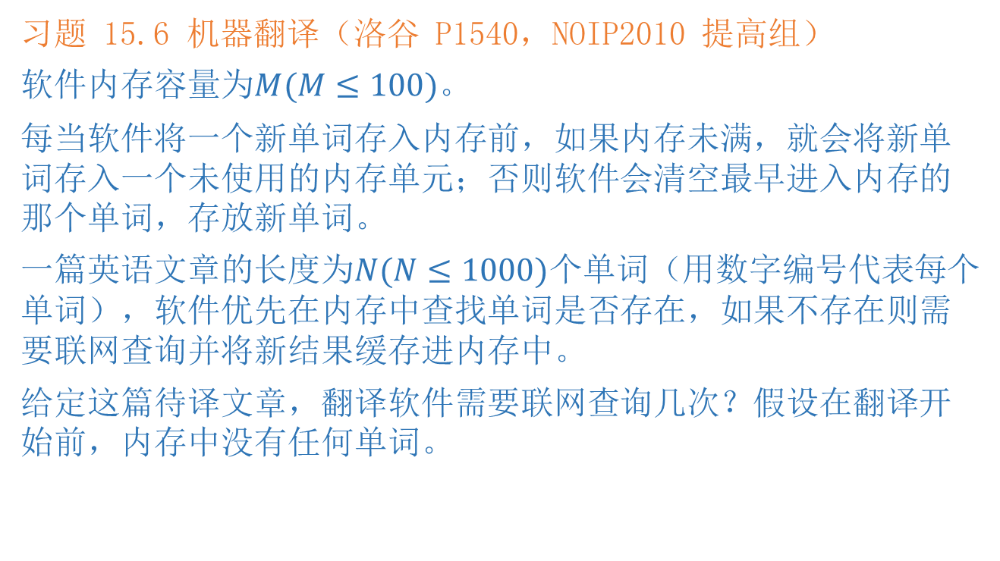 习题 15.6 机器翻译（洛谷 P1540，NOIP2010 提高组）
软件内存容量为M(M ≤ 100)。
每当软件将一个新单词存入内存前，如果内存未满，就会将新单
词存入一个未使用的内存单元；否则软件会清空最早进入内存的
那个单词，存放新单词。
一篇英语文章的长度为N(N ≤ 1000)个单词（用数字编号代表每个
单词），软件优先在内存中查找单词是否存在，如果不存在则需
要联网查询并将新结果缓存进内存中。
给定这篇待译文章，翻译软件需要联网查询几次？假设在翻译开
始前，内存中没有任何单词。